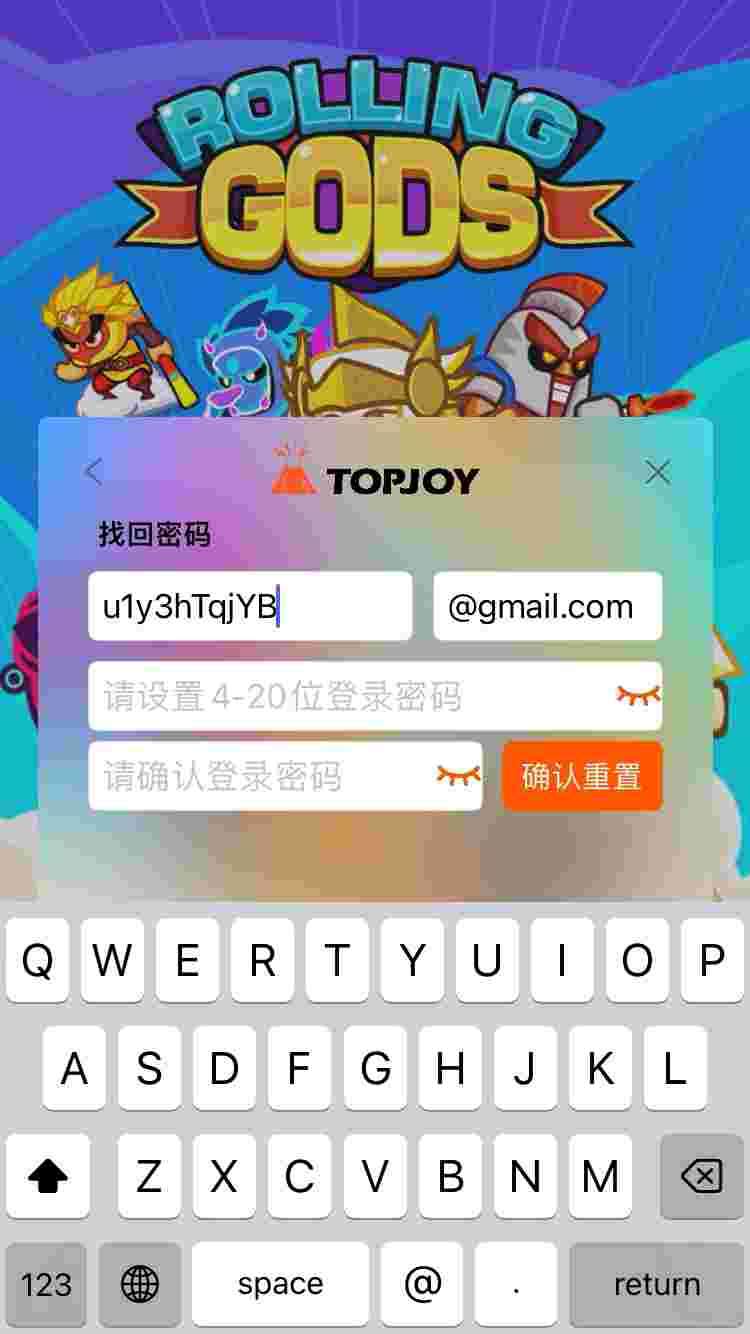 ROLLING
GODS
TOPJOY
找回密码
u1y3hTqjYB
@gmail.com
请设置4-20位登录密码
请确认登录密码
确认重置
Q W E R T Y U I O P
A S D F G H J K L
Z X C V B N M
123 space @ . return